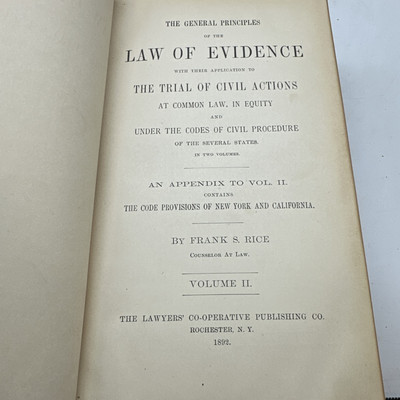 THE GENERAL PRINCIPLES
OF THE
LAW OF EVIDENCE
WITH THEIR APPLICATION TO
THE TRIAL OF CIVIL ACTIONS
AT COMMON LAW, IN EQUITY
AND
UNDER THE CODES OF CIVIL PROCEDURE
OF THE SEVERAL STATES.
IN TWO VOLUMES.
AN APPENDIX TO VOL. II.
CONTAINS
THE CODE PROVISIONS OF NEW YORK AND CALIFORNIA.
BY FRANK S. RICE
COUNSELOR AT LAW.
VOLUME II.
THE LAWYERS' CO-OPERATIVE PUBLISHING CO.
ROCHESTER, N. Y.
1892.